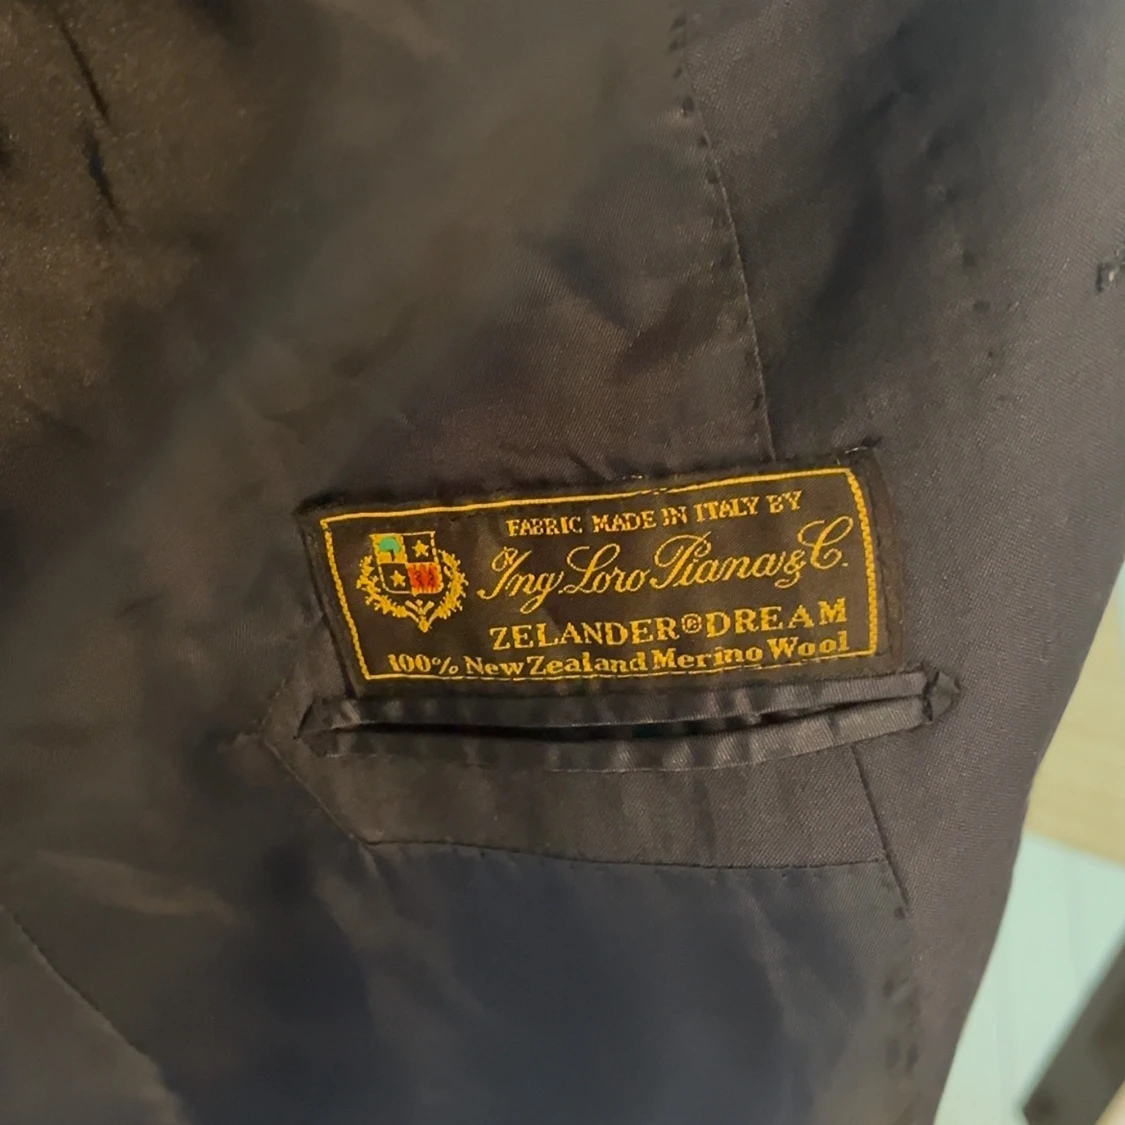 FABRIC MADE IN ITALY BY
Ing. Loro Piana & C.
ZELANDER®DREAM
100% New Zealand Merino Wool